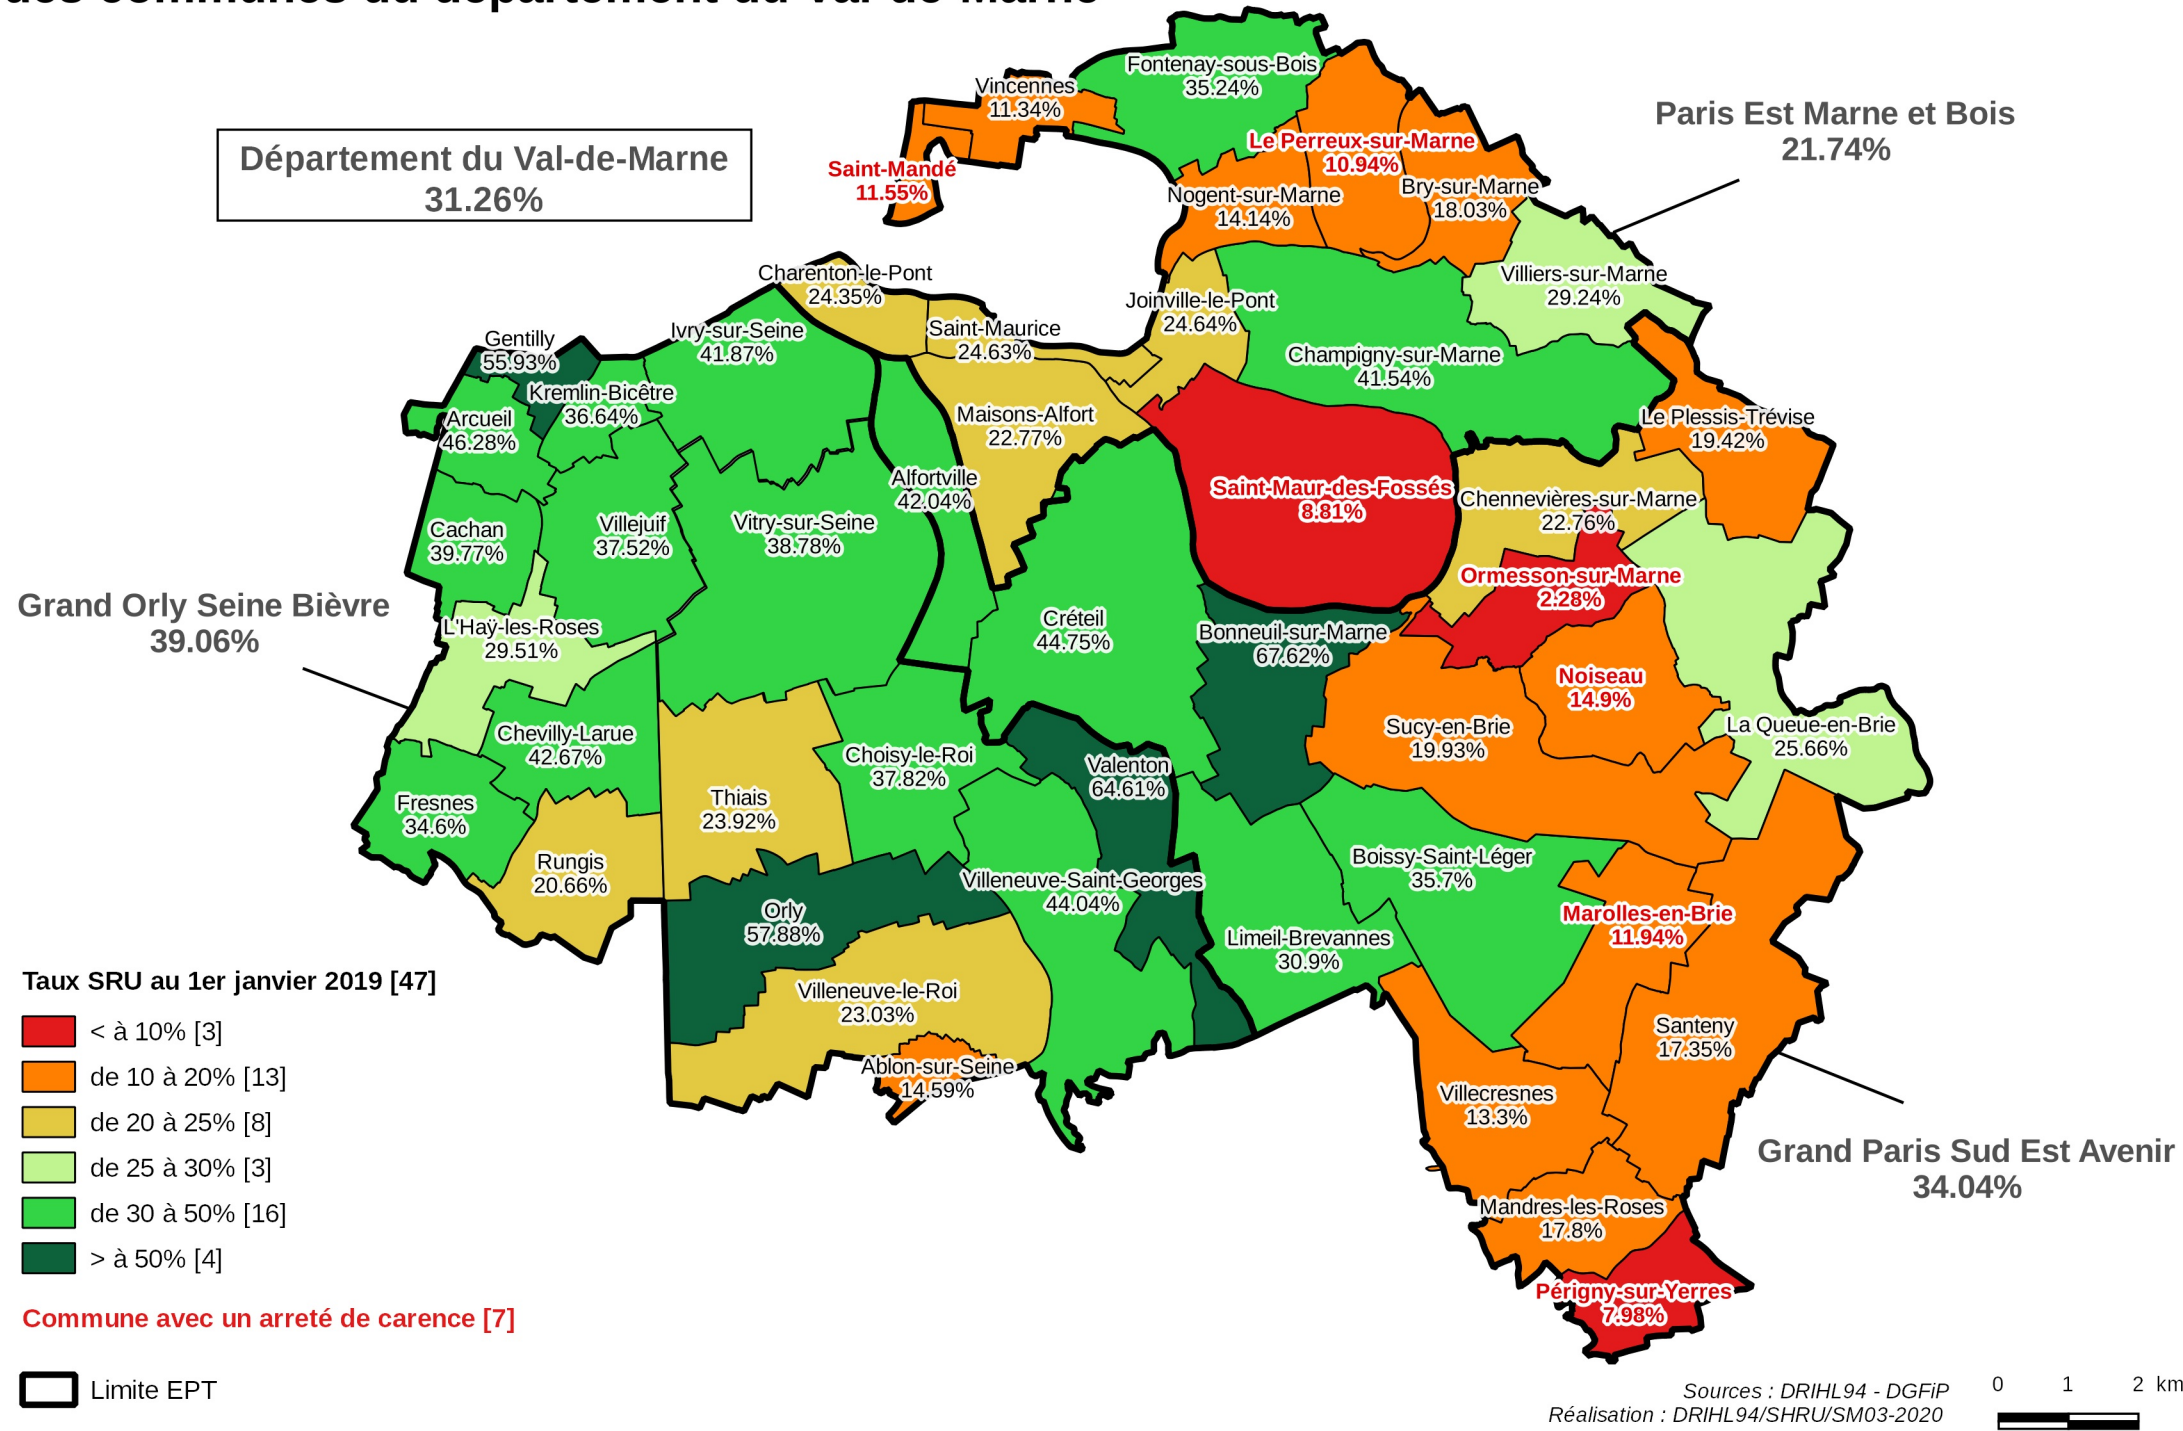 des communes du département du Val-de-Marne
Fontenay-sous-Bois
35.24%
Vincennes
11.34%
Paris Est Marne et Bois
21.74%
Département du Val-de-Marne
31.26%
Saint-Mandé
11.55%
Le Perreux-sur-Marne
10.94%
Nogent-sur-Marne
14.14%
Bry-sur-Marne
18.03%
Charenton-le-Pont
24.35%
Joinville-le-Pont
24.64%
Villiers-sur-Marne
29.24%
Gentilly
55.93%
Ivry-sur-Seine
41.87%
Saint-Maurice
24.63%
Champigny-sur-Marne
41.54%
Kremlin-Bicêtre
36.64%
Arcueil
46.28%
Maisons-Alfort
22.77%
Le Plessis-Trévise
19.42%
Alfortville
42.04%
Saint-Maur-des-Fossés
8.81%
Chennevières-sur-Marne
22.76%
Cachan
39.77%
Villejuif
37.52%
Vitry-sur-Seine
38.78%
Ormesson-sur-Marne
2.28%
Grand Orly Seine Bièvre
39.06%
L'Haÿ-les-Roses
29.51%
Créteil
44.75%
Bonneuil-sur-Marne
67.62%
Noiseau
14.9%
Chevilly-Larue
42.67%
Choisy-le-Roi
37.82%
Valenton
64.61%
Sucy-en-Brie
19.93%
La Queue-en-Brie
25.66%
Fresnes
34.6%
Thiais
23.92%
Rungis
20.66%
Villeneuve-Saint-Georges
44.04%
Boissy-Saint-Léger
35.7%
Orly
57.88%
Limeil-Brevannes
30.9%
Marolles-en-Brie
11.94%
Villeneuve-le-Roi
23.03%
Santeny
17.35%
Ablon-sur-Seine
14.59%
Villecresnes
13.3%
Grand Paris Sud Est Avenir
34.04%
Mandres-les-Roses
17.8%
Périgny-sur-Yerres
7.98%
Taux SRU au 1er janvier 2019 [47]
< à 10% [3]
de 10 à 20% [13]
de 20 à 25% [8]
de 25 à 30% [3]
de 30 à 50% [16]
> à 50% [4]
Commune avec un arreté de carence [7]
Limite EPT
Sources : DRIHL94 - DGFiP
Réalisation : DRIHL94/SHRU/SM03-2020
0 1 2 km